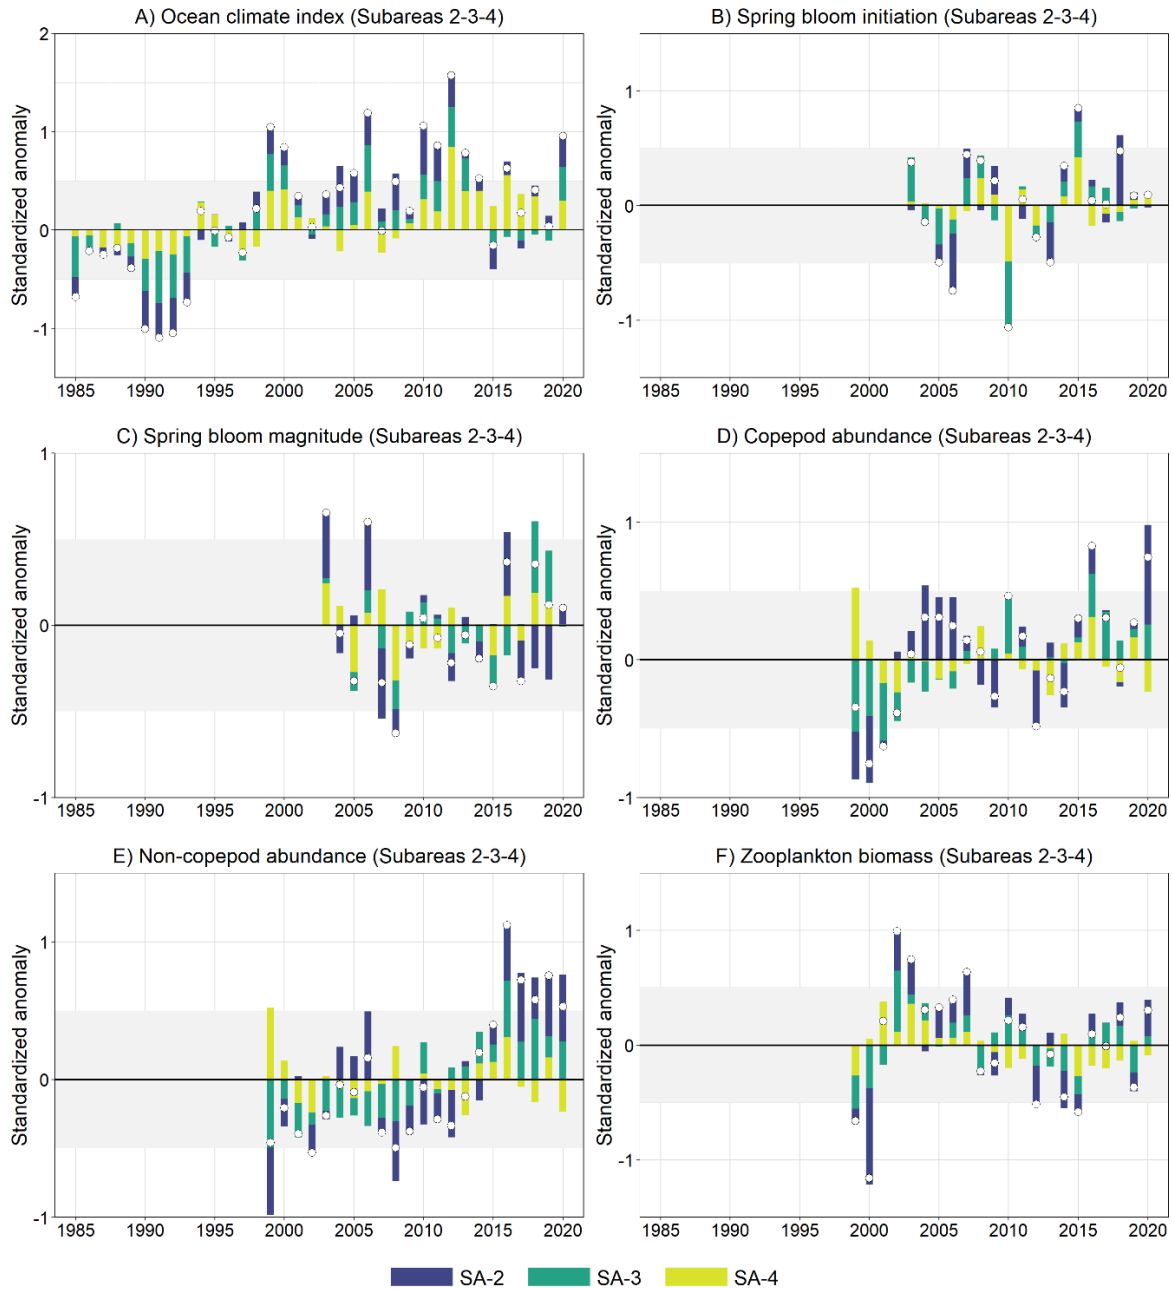 A) Ocean climate index (Subareas 2-3-4)
B) Spring bloom initiation (Subareas 2-3-4)
Standardized anomaly
2
1
0
-1
1985 1990 1995 2000 2005 2010 2015 2020
Standardized anomaly
1
0
-1
1985 1990 1995 2000 2005 2010 2015 2020
C) Spring bloom magnitude (Subareas 2-3-4)
D) Copepod abundance (Subareas 2-3-4)
Standardized anomaly
1
0
-1
1985 1990 1995 2000 2005 2010 2015 2020
Standardized anomaly
1
0
-1
1985 1990 1995 2000 2005 2010 2015 2020
E) Non-copepod abundance (Subareas 2-3-4)
F) Zooplankton biomass (Subareas 2-3-4)
Standardized anomaly
1
0
-1
1985 1990 1995 2000 2005 2010 2015 2020
Standardized anomaly
1
0
-1
1985 1990 1995 2000 2005 2010 2015 2020
SA-2 SA-3 SA-4